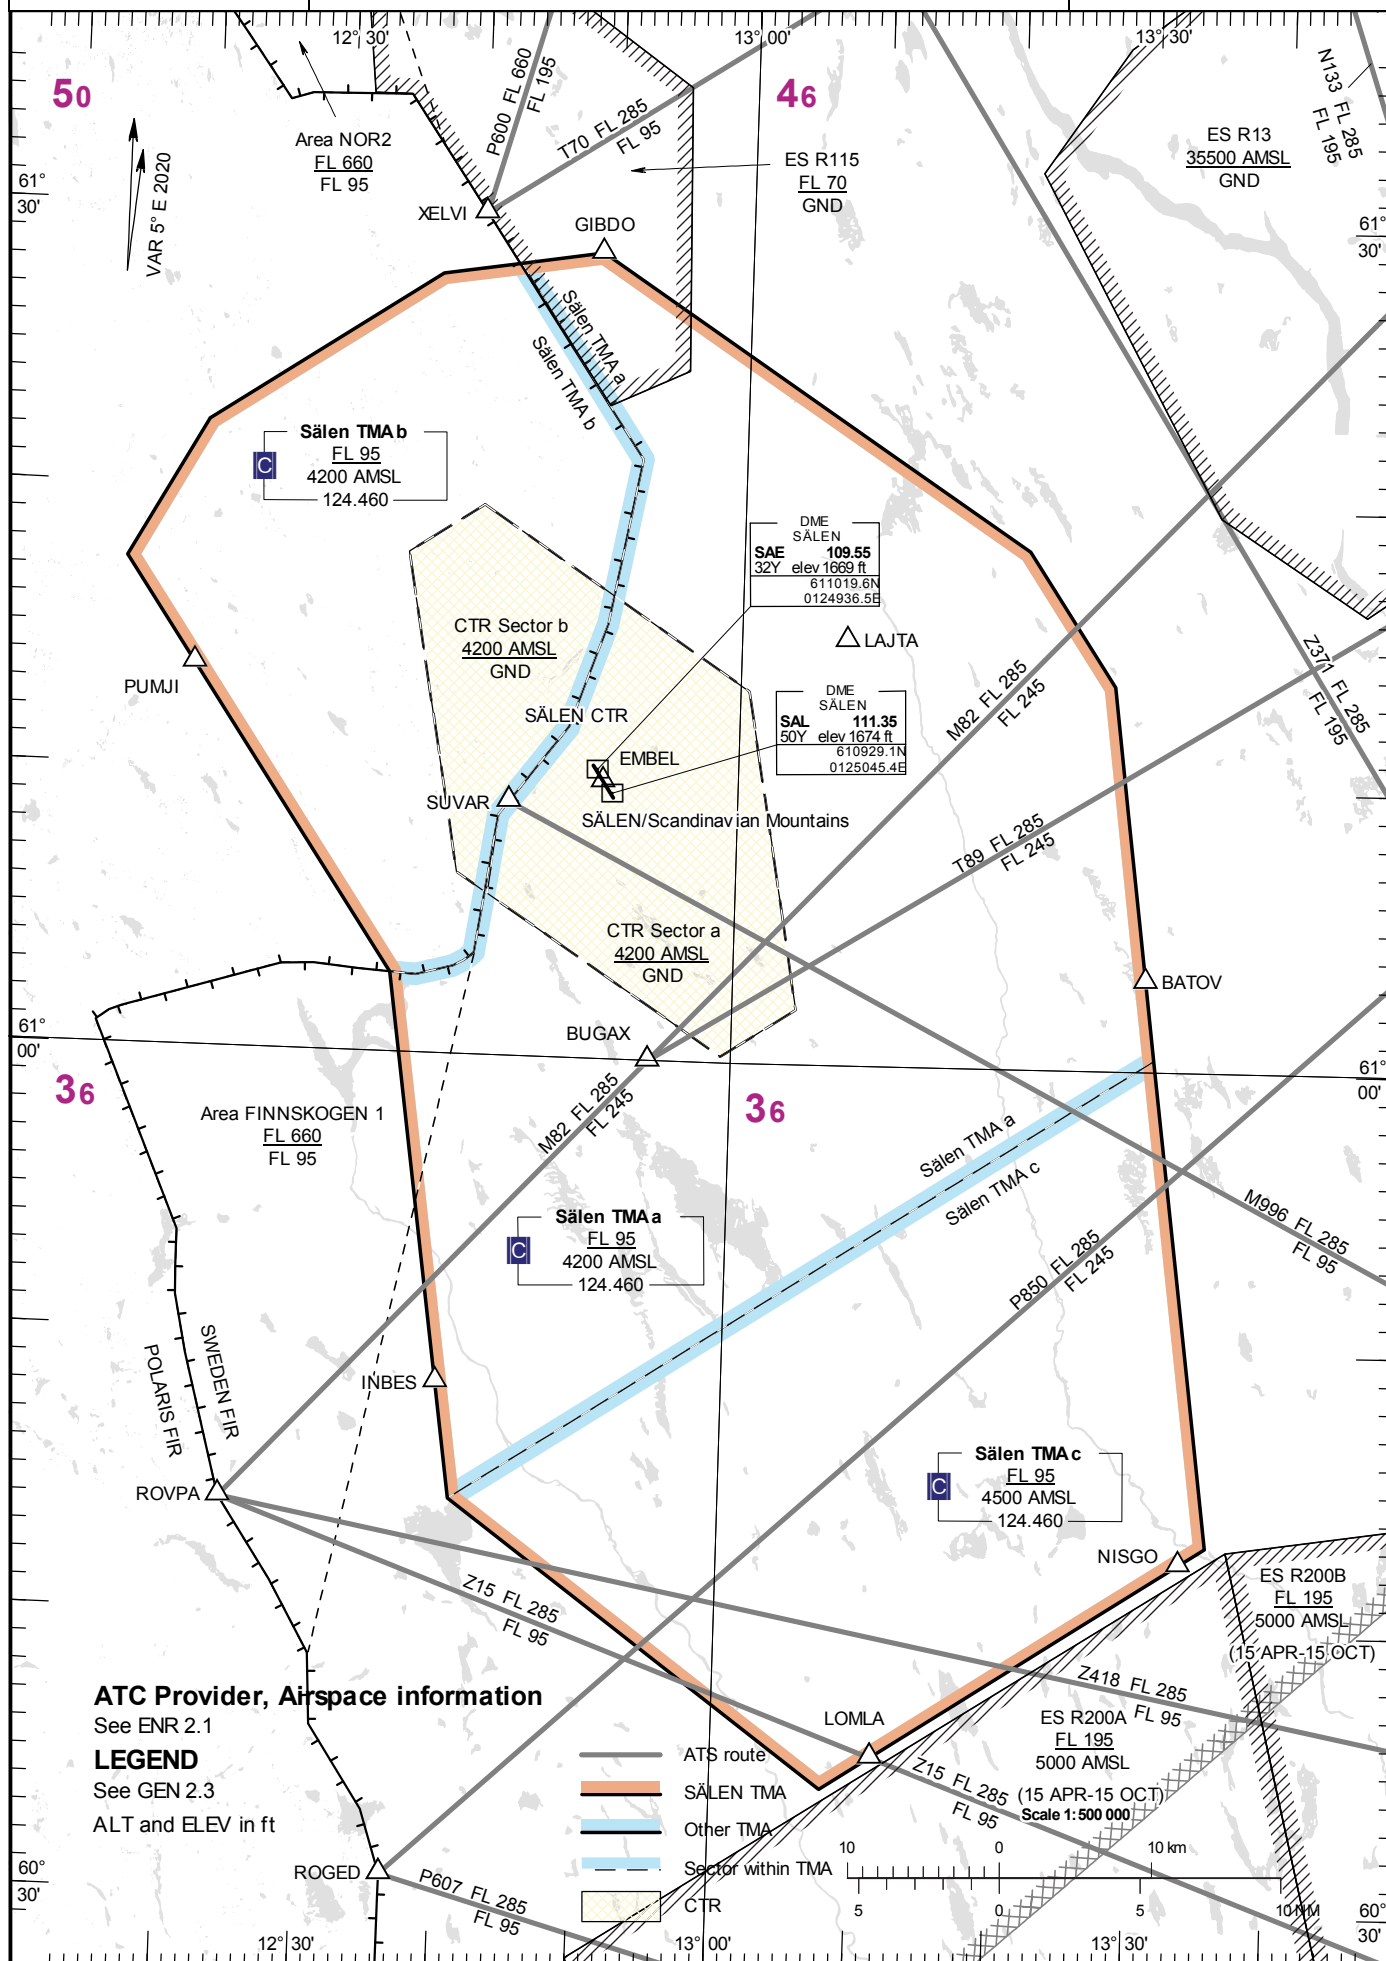 12° 30'
13° 00'
13° 30'
50
46
P600 FL 660
FL 195
T70 FL 285
FL 95
N133 FL 285
FL 195
Area NOR2
FL 660
FL 95
ES R115
FL 70
GND
ES R13
35500 AMSL
GND
VAR 5° E 2020
61°
30'
61°
30'
XELVI
GIBDO
Sälen TMA a
Sälen TMA b
Sälen TMA b
FL 95
4200 AMSL
124.460
C
DME
SÄLEN
SAE 109.55
32Y elev 1669 ft
611019.6N
0124936.5E
CTR Sector b
4200 AMSL
GND
LAJTA
PUMJI
Z371 FL 285
FL 195
M82 FL 285
FL 245
SÄLEN CTR
DME
SÄLEN
SAL 111.35
50Y elev 1674 ft
610929.1N
0125045.4E
EMBEL
SUVAR
SÄLEN/Scandinavian Mountains
T89 FL 285
FL 245
CTR Sector a
4200 AMSL
GND
BATOV
61°
00'
BUGAX
61°
00'
36
36
M82 FL 285
FL 245
Area FINNSKOGEN 1
FL 660
FL 95
Sälen TMA a
Sälen TMA c
M996 FL 285
FL 95
Sälen TMA a
FL 95
4200 AMSL
124.460
C
P850 FL 285
FL 245
SWEDEN FIR
POLARIS FIR
INBES
ROVPA
Sälen TMA c
FL 95
4500 AMSL
124.460
C
NISGO
ES R200B
FL 195
5000 AMSL
(15 APR-15 OCT)
Z15 FL 285
FL 95
Z418 FL 285
FL 95
ATC Provider, Airspace information
See ENR 2.1
LEGEND
See GEN 2.3
ALT and ELEV in ft
LOMLA
ES R200A
FL 195
5000 AMSL
(15 APR-15 OCT)
Z15 FL 285
FL 95
ATS route
SÄLEN TMA
Other TMA
Sector within TMA
CTR
Scale 1:500 000
10 0 10 km
5 0 5 10 NM
ROGED
P607 FL 285
FL 95
60°
30'
60°
30'
12° 30'
13° 00'
13° 30'